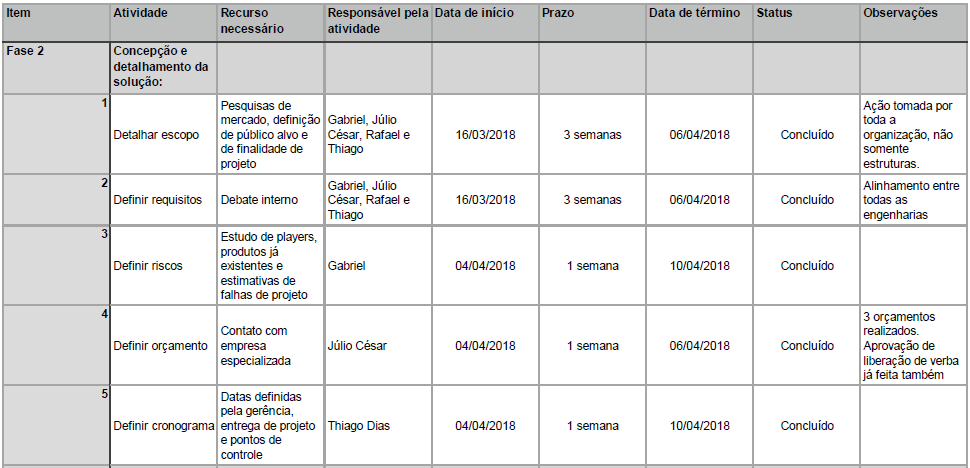 Item Atividade Recurso necessário Responsável pela atividade Data de início Prazo Data de término Status Observações
Fase 2 Concepção e detalhamento da solução:
1 Detalhar escopo Pesquisas de mercado, definição de público alvo e de finalidade de projeto Gabriel, Júlio César, Rafael e Thiago 16/03/2018 3 semanas 06/04/2018 Concluído Ação tomada por toda a organização, não somente estruturas.
2 Definir requisitos Debate interno Gabriel, Júlio César, Rafael e Thiago 16/03/2018 3 semanas 06/04/2018 Concluído Alinhamento entre todas as engenharias
3 Definir riscos Estudo de players, produtos já existentes e estimativas de falhas de projeto Gabriel 04/04/2018 1 semana 10/04/2018 Concluído
4 Definir orçamento Contato com empresa especializada Júlio César 04/04/2018 1 semana 06/04/2018 Concluído 3 orçamentos realizados. Aprovação de liberação de verba já feita também
5 Definir cronograma Datas definidas pela gerência, entrega de projeto e pontos de controle Thiago Dias 04/04/2018 1 semana 10/04/2018 Concluído